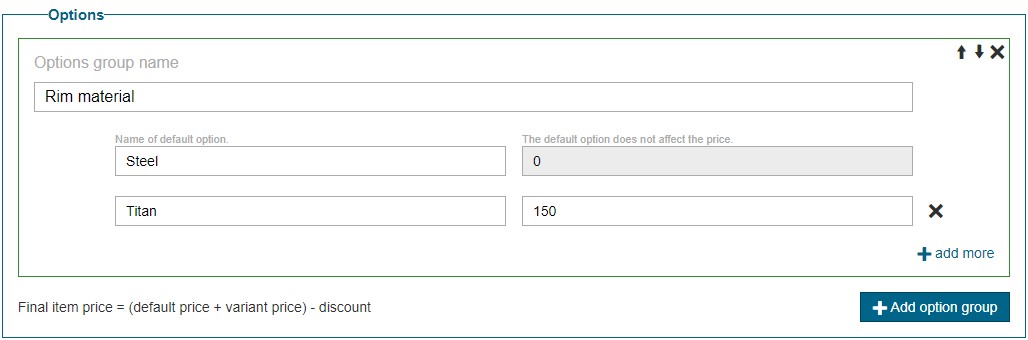 Options
Options group name
Rim material
Name of default option. The default option does not affect the price.
Steel 0
Titan 150
add more
Final item price = (default price + variant price) - discount Add option group